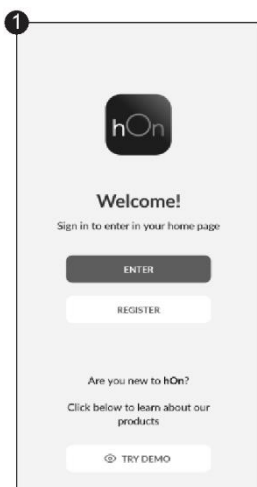 1
hOn
Welcome!
Sign in to enter in your home page
ENTER
REGISTER
Are you new to hOn?
Click below to learn about our
products
TRY DEMO